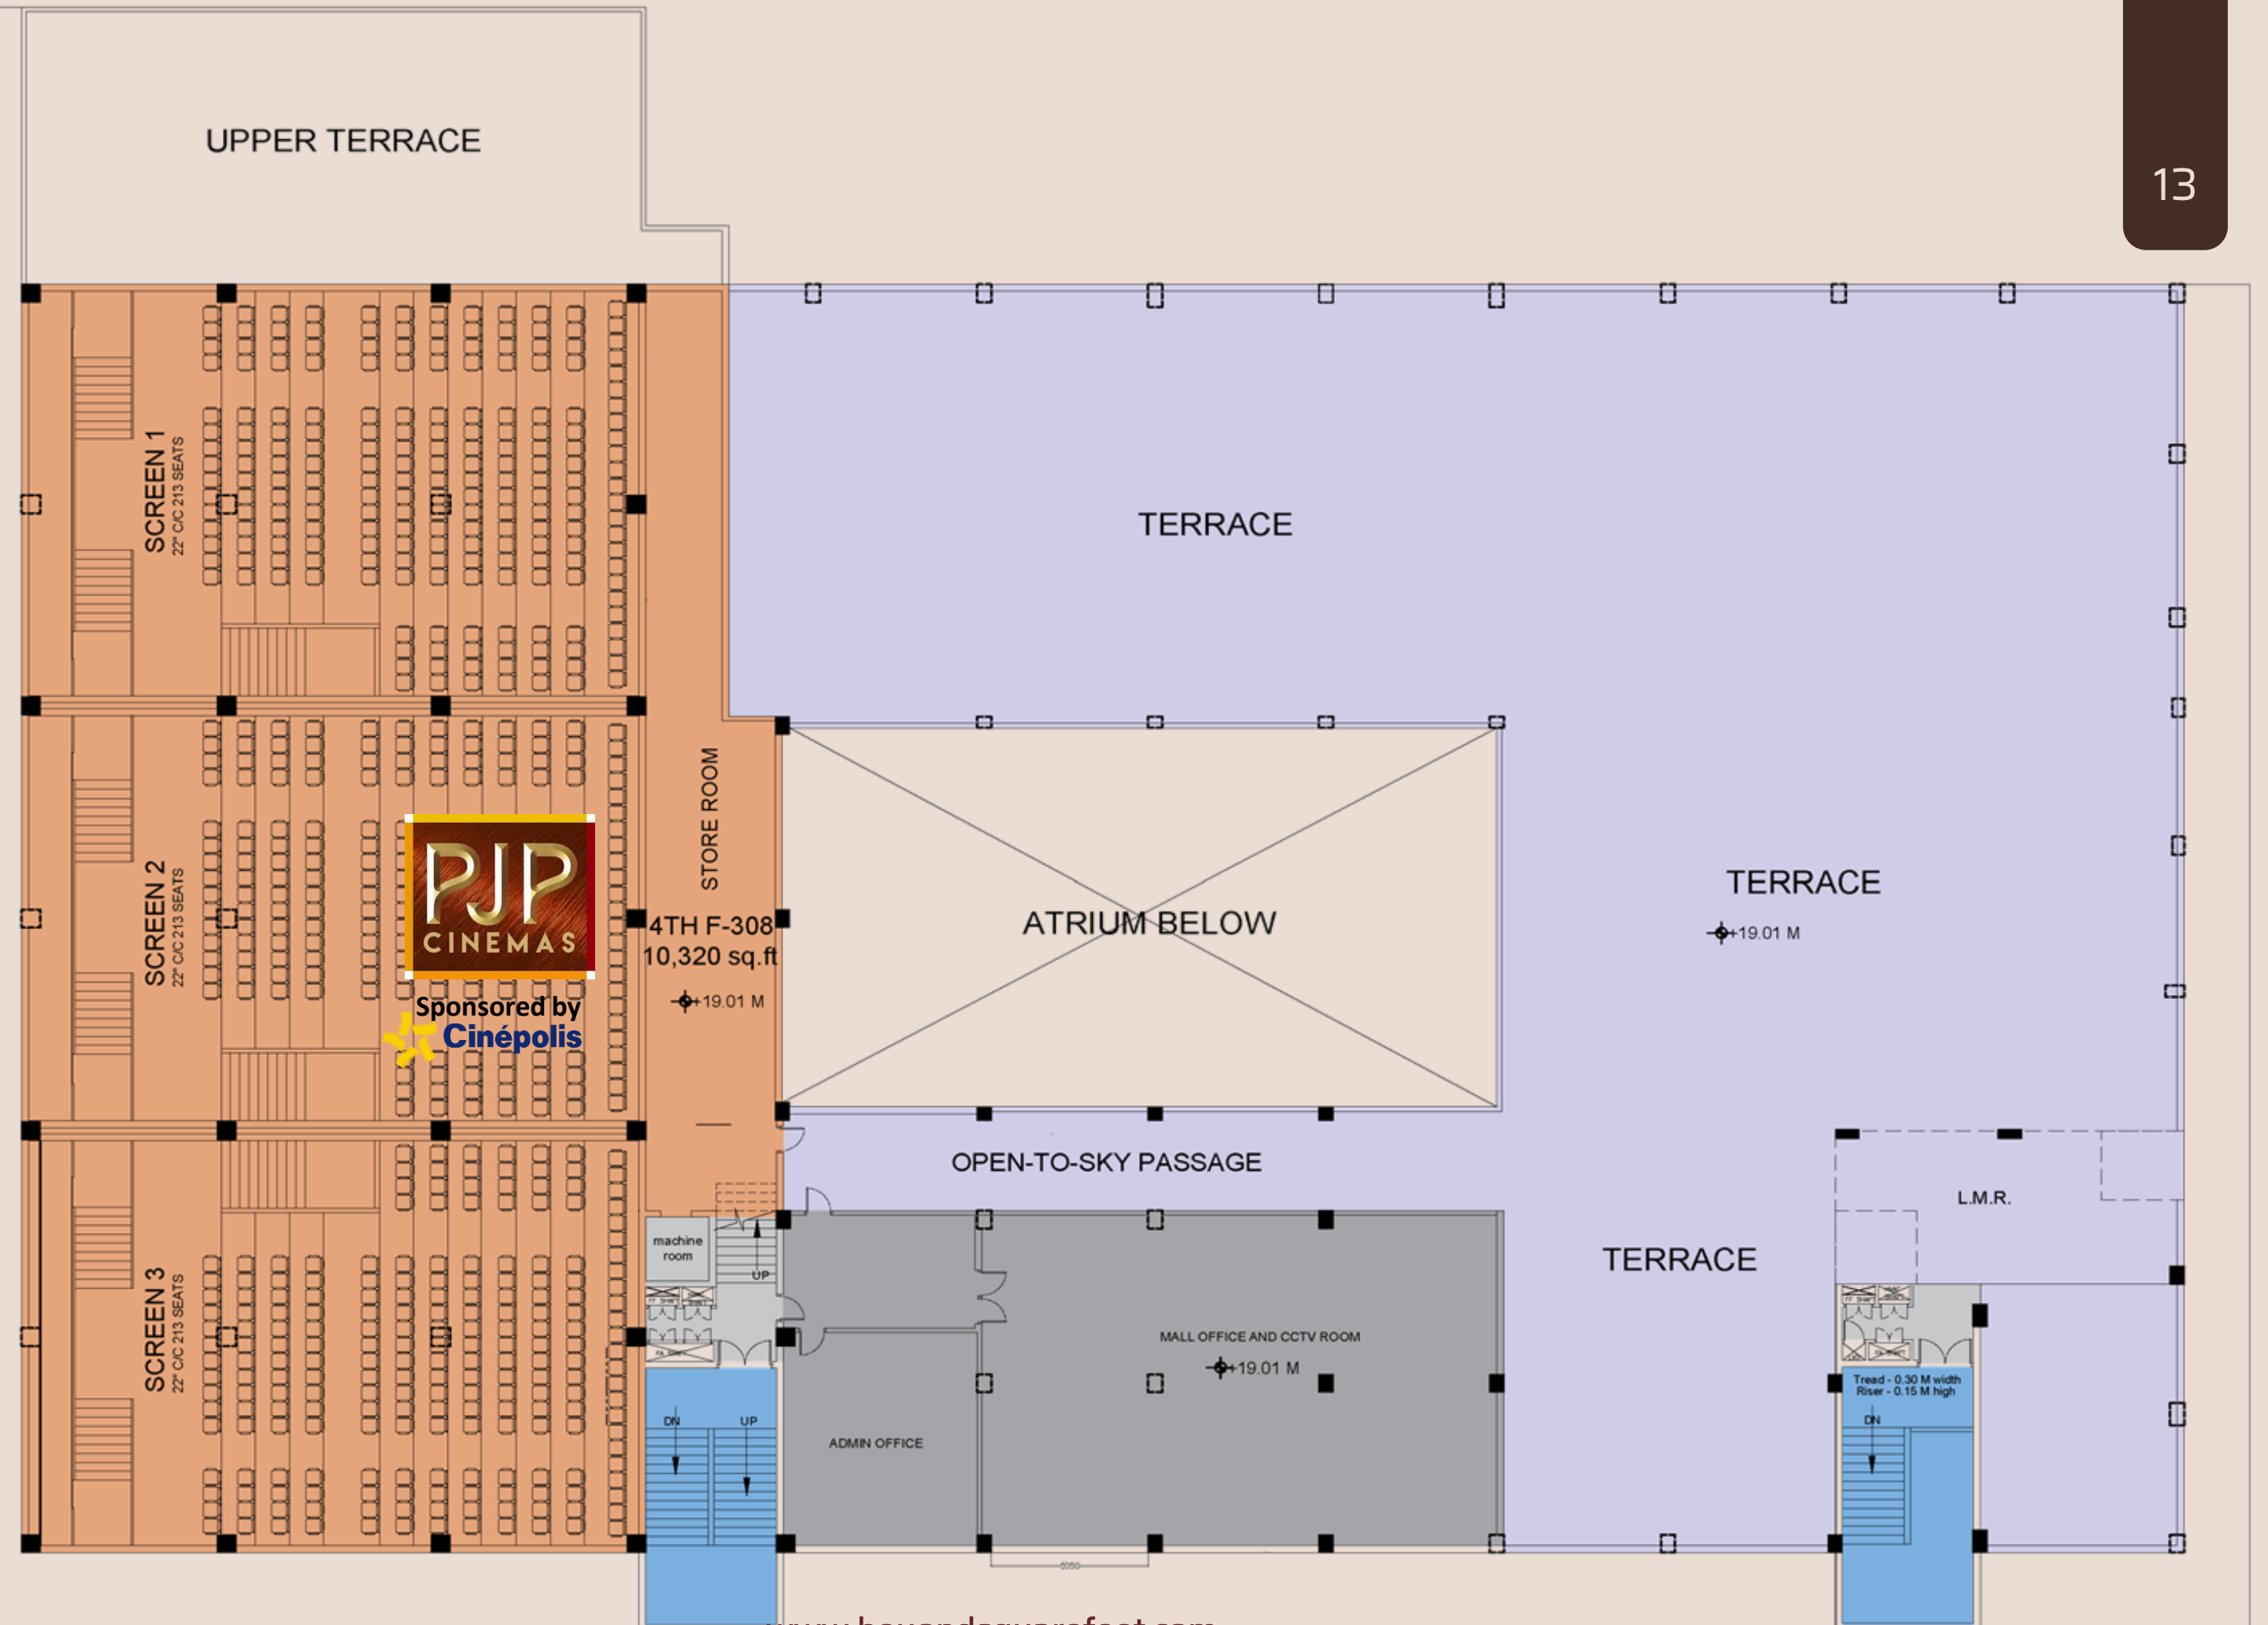 13
UPPER TERRACE
SCREEN 1
22" C/C 213 SEATS
TERRACE
STORE ROOM
SCREEN 2
22" C/C 213 SEATS
PJP
CINEMAS
Sponsored by
Cinépolis
4TH F-308
10,320 sq.ft
+19.01 M
ATRIUM BELOW
TERRACE
+19.01 M
OPEN-TO-SKY PASSAGE
L.M.R.
machine
room
UP
TERRACE
SCREEN 3
22" C/C 213 SEATS
MALL OFFICE AND CCTV ROOM
+19.01 M
Tread - 0.30 M width
Riser - 0.15 M high
DN
UP
DN
ADMIN OFFICE